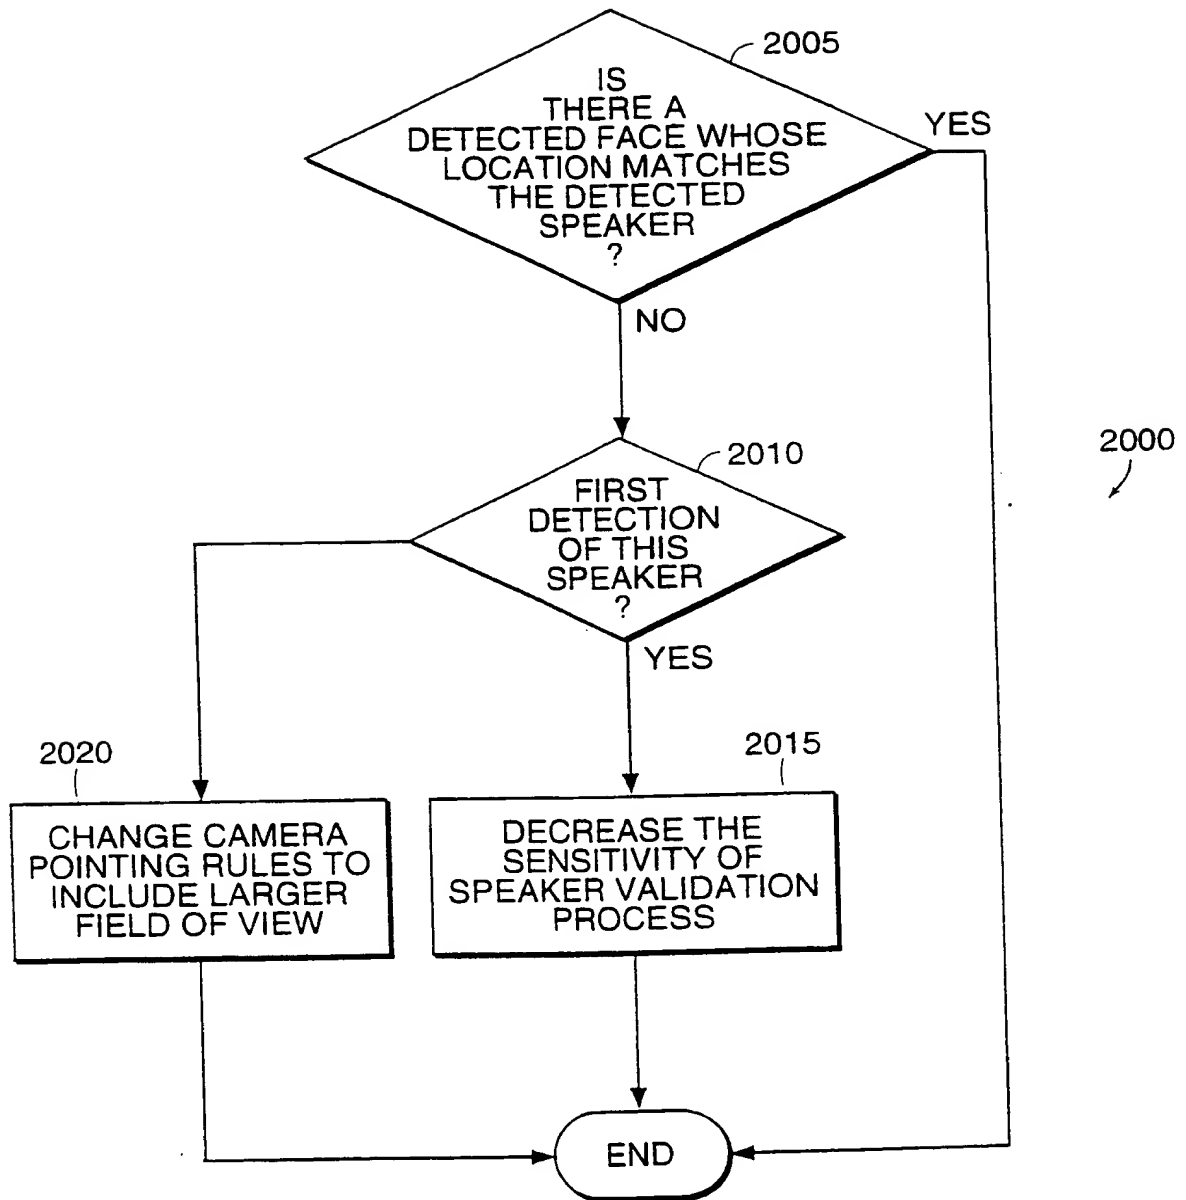 2005
IS
THERE A
DETECTED FACE WHOSE
LOCATION MATCHES
THE DETECTED
SPEAKER
?
YES
NO
2000
2010
FIRST
DETECTION
OF THIS
SPEAKER
?
YES
2020
2015
CHANGE CAMERA
POINTING RULES TO
INCLUDE LARGER
FIELD OF VIEW
DECREASE THE
SENSITIVITY OF
SPEAKER VALIDATION
PROCESS
END